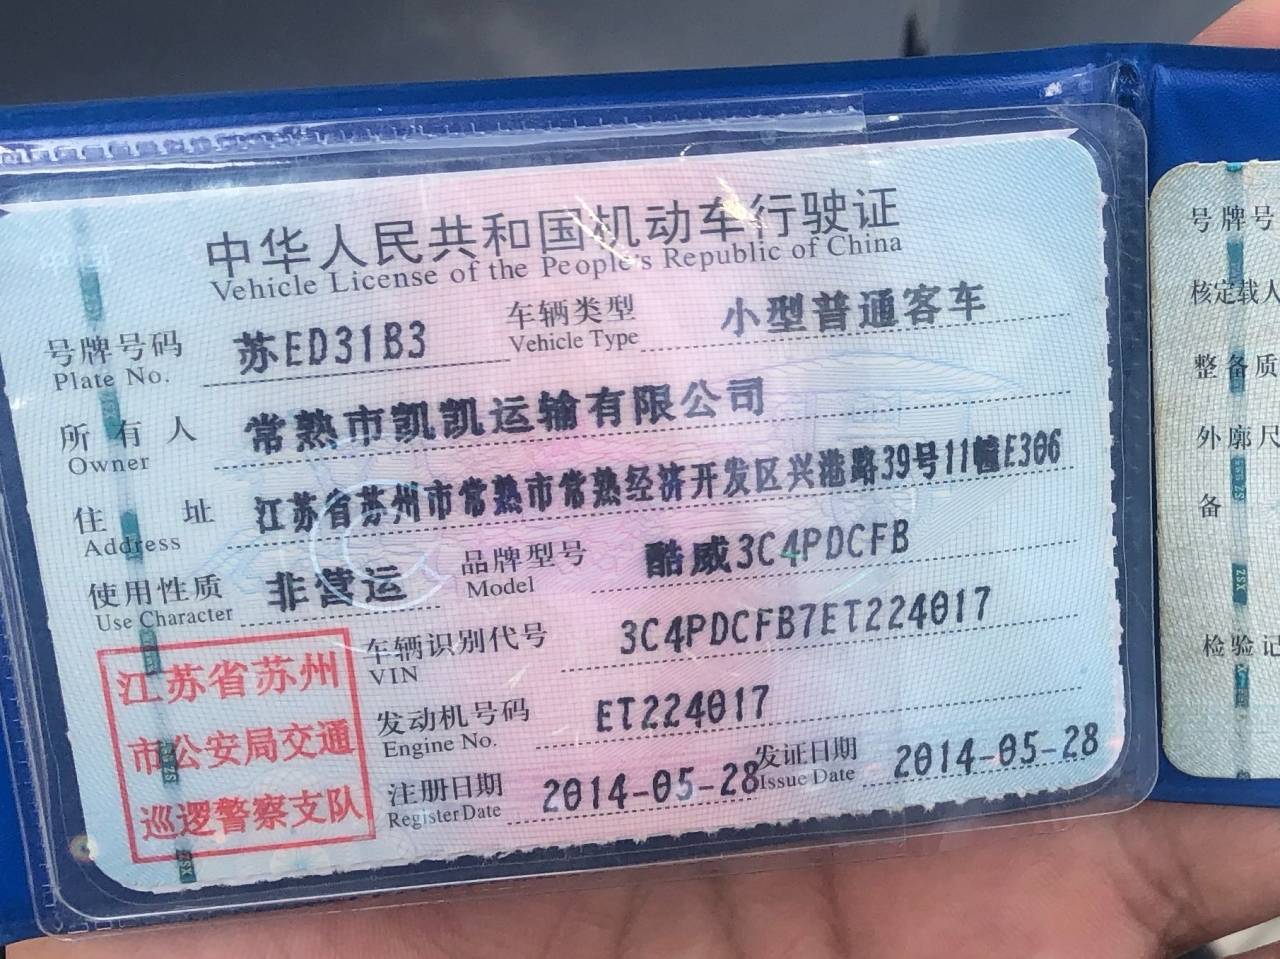 中华人民共和国机动车行驶证
Vehicle License of the People's Republic of China
号牌号码 苏ED31B3 车辆类型 小型普通客车
Plate No. Vehicle Type
所有人 常熟市凯凯运输有限公司
Owner
住址 江苏省苏州市常熟市常熟经济开发区兴港路39号11幢E306
Address
使用性质 非营运 品牌型号 酷威3C4PDCFB
Use Character Model
车辆识别代号 3C4PDCFB7ET224017
VIN
发动机号码 ET224017
Engine No.
注册日期 2014-05-28 发证日期 2014-05-28
Register Date Issue Date
江苏省苏州
市公安局交通
巡逻警察支队
号牌号
核定载人
整备质
外廓尺
备
检验记